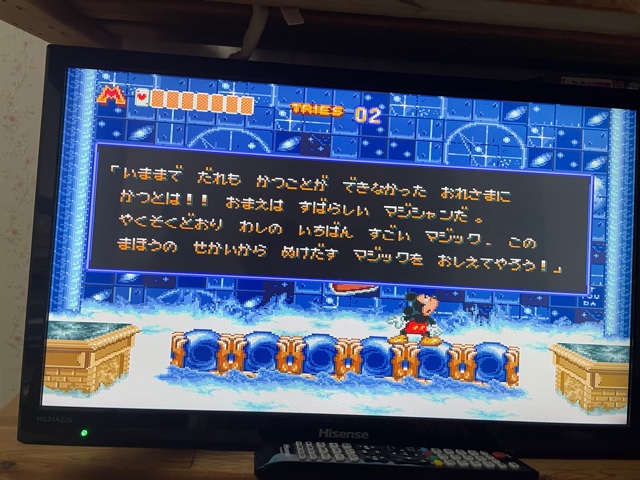 TRIES 02
「いままで だれも かつことが できなかった おれさまに
かつとは！！ おまえは すばらしい マジシャンだ。
やくそくどおり わしの いちばん すごい マジック、この
まほうの せかいから ぬけだす マジックを おしえてやろう！」
Hisense